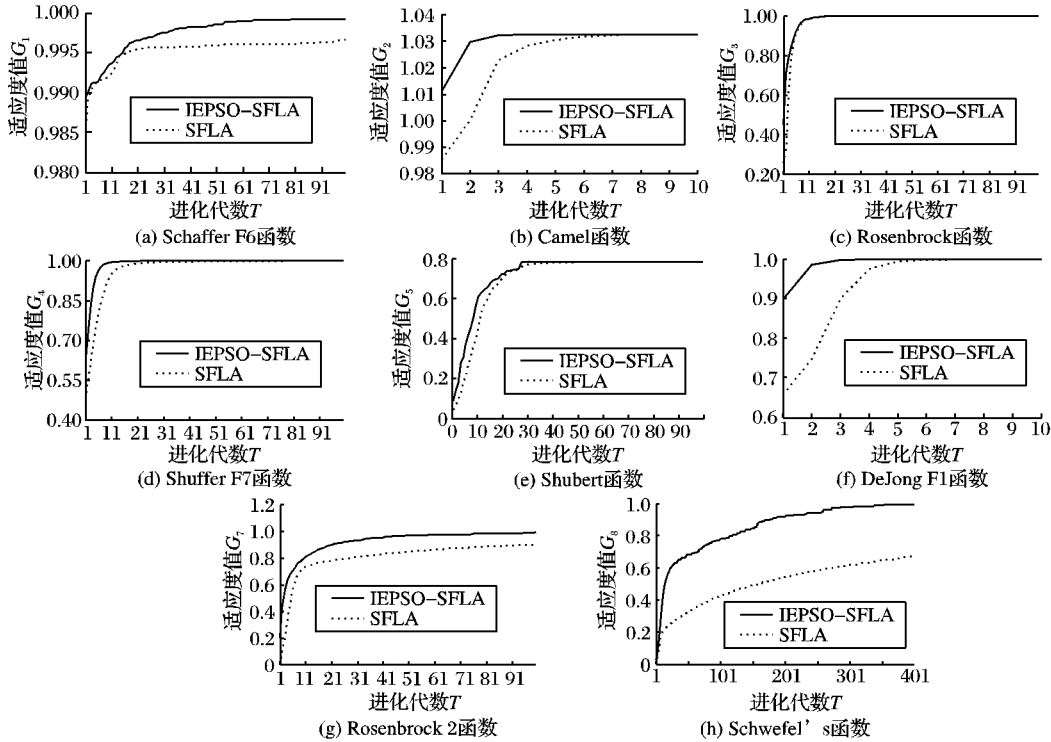 适应度值G1
1.000
0.995
0.990
0.985
0.980
IEPSO-SFLA
SFLA
1 11 21 31 41 51 61 71 81 91
进化代数T
(a) Schaffer F6函数
适应度值G2
1.04
1.03
1.02
1.01
1.00
0.99
0.98
IEPSO-SFLA
SFLA
1 2 3 4 5 6 7 8 9 10
进化代数T
(b) Camel函数
适应度值G3
1.00
0.80
0.60
0.40
0.20
IEPSO-SFLA
SFLA
1 11 21 31 41 51 61 71 81 91
进化代数T
(c) Rosenbrock函数
适应度值G4
1.00
0.85
0.70
0.55
0.40
IEPSO-SFLA
SFLA
1 11 21 31 41 51 61 71 81 91
进化代数T
(d) Shuffer F7函数
适应度值G5
0.8
0.6
0.4
0.2
0
IEPSO-SFLA
SFLA
0 10 20 30 40 50 60 70 80 90
进化代数T
(e) Shubert函数
适应度值G6
1.0
0.9
0.8
0.7
0.6
IEPSO-SFLA
SFLA
1 2 3 4 5 6 7 8 9 10
进化代数T
(f) DeJong F1函数
适应度值G7
1.2
1.0
0.8
0.6
0.4
0.2
0
IEPSO-SFLA
SFLA
1 11 21 31 41 51 61 71 81 91
进化代数T
(g) Rosenbrock 2函数
适应度值G8
1.0
0.8
0.6
0.4
0.2
0
IEPSO-SFLA
SFLA
1 101 201 301 401
进化代数T
(h) Schwefel’s函数